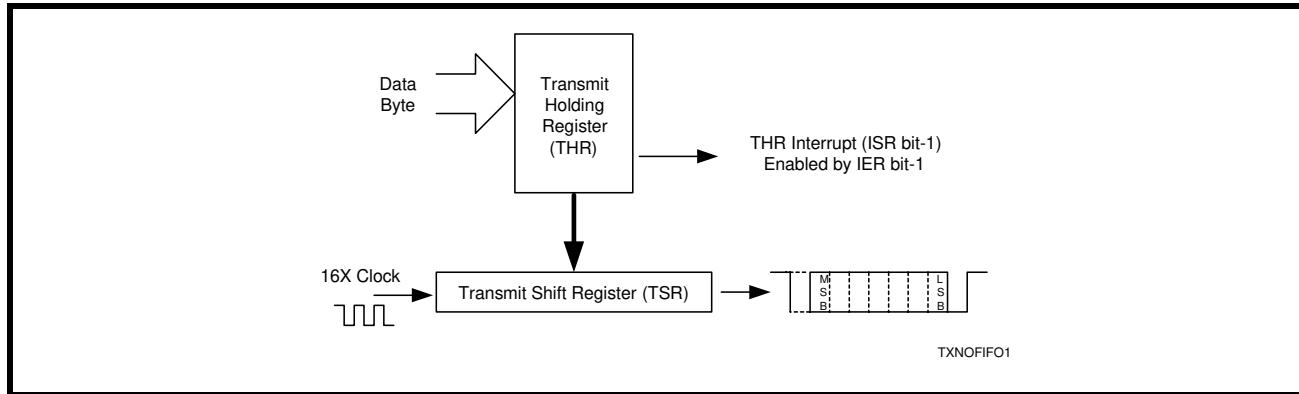 Data
Byte
Transmit
Holding
Register
(THR)
THR Interrupt (ISR bit-1)
Enabled by IER bit-1
16X Clock
Transmit Shift Register (TSR)
M
S
B
L
S
B
TXNOFIFO1